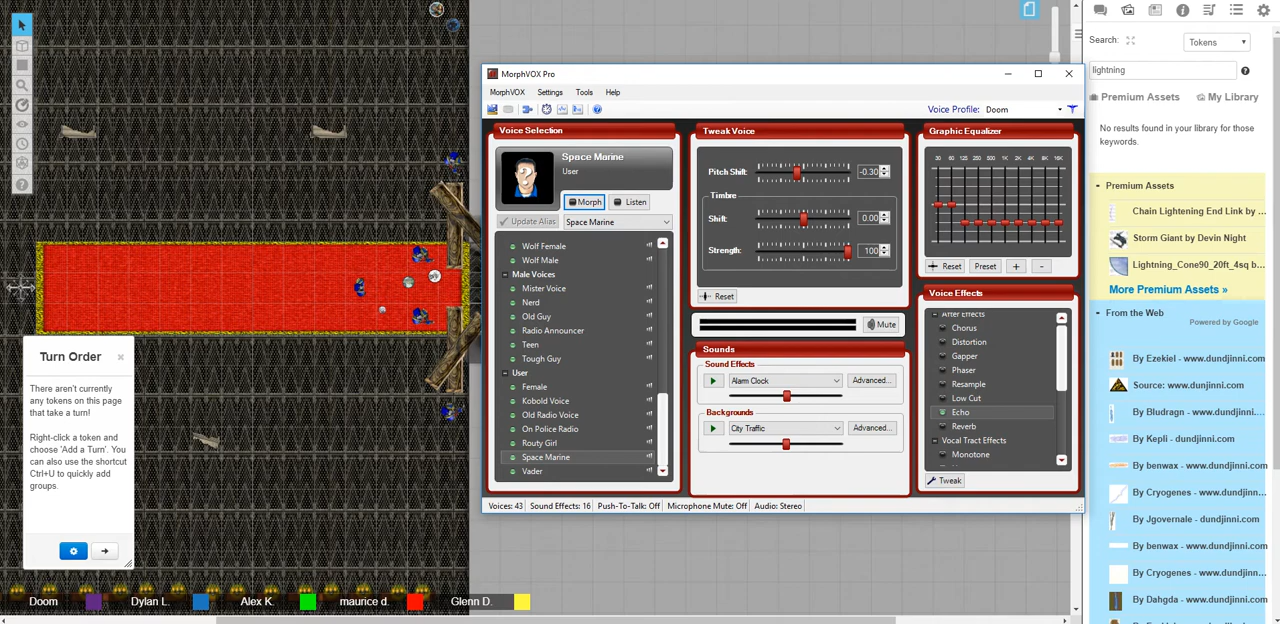 MorphVOX Pro
MorphVOX Settings Tools Help
Voice Profile: Doom
Voice Selection
Space Marine
User
Morph Listen
Update Alias Space Marine
Wolf Female
Wolf Male
Male Voices
Mister Voice
Nerd
Old Guy
Radio Announcer
Teen
Tough Guy
User
Female
Kobold Voice
Old Radio Voice
On Police Radio
Routy Girl
Space Marine
Vader
Tweak Voice
Pitch Shift: -0.30
Timbre
Shift: 0.00
Strength: 100
Reset
Mute
Sounds
Sound Effects
Alarm Clock Advanced...
Backgrounds
City Traffic Advanced...
Graphic Equalizer
30 60 125 250 500 1K 2K 4K 8K 16K
Reset Preset + -
Voice Effects
After Effects
Chorus
Distortion
Gapper
Phaser
Resample
Low Cut
Echo
Reverb
Vocal Tract Effects
Monotone
Tweak
Voices: 43 Sound Effects: 16 Push-To-Talk: Off Microphone Mute: Off Audio: Stereo
Turn Order
There aren't currently
any tokens on this page
that take a turn!
Right-click a token and
choose 'Add a Turn'. You
can also use the shortcut
Ctrl+U to quickly add
groups.
Doom Dylan L. Alex K. maurice d. Glenn D.
Search: Tokens
lightning
Premium Assets My Library
No results found in your library for those
keywords.
Premium Assets
Chain Lightening End Link by ...
Storm Giant by Devin Night
Lightning_Cone90_20ft_4sq b...
More Premium Assets »
From the Web
Powered by Google
By Ezekiel - www.dundjinni.com
Source: www.dunjinni.com
By Bludragn - www.dundjinni....
By Kepli - www.dundjinni.com
By benwax - www.dundjinni.com
By Cryogenes - www.dundjinn...
By Jgovernale - dundjinni.com
By benwax - www.dundjinni.com
By Cryogenes - www.dundjinn...
By Dahgda - www.dundjinni.com